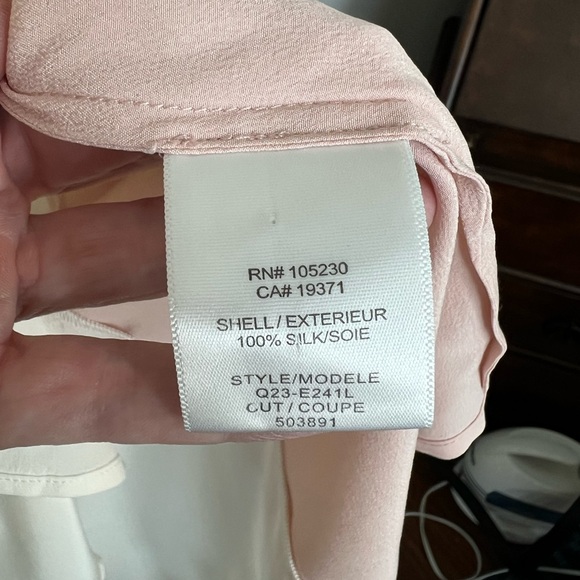 RN# 105230
CA# 19371
SHELL/EXTERIEUR
100% SILK/SOIE
STYLE/MODELE
Q23-E241L
CUT/COUPE
503891